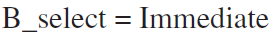 B_select = Immediate